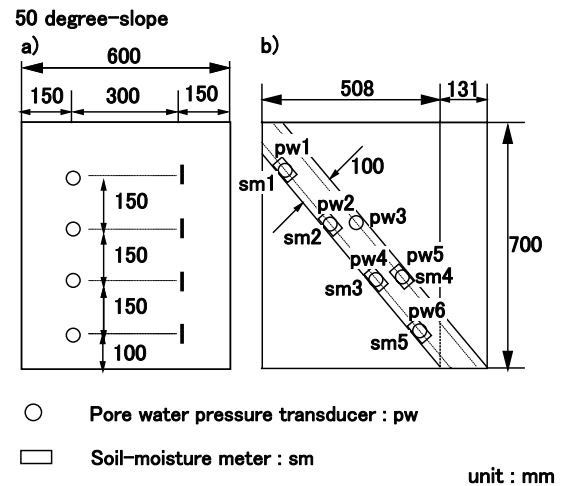 50 degree-slope
a)
b)
600
150 300 150
508 131
150
150
150
100
pw1
sm1
100
pw2
pw3
sm2
pw4
pw5
sm3
sm4
pw6
sm5
700
Pore water pressure transducer : pw
Soil-moisture meter : sm
unit : mm